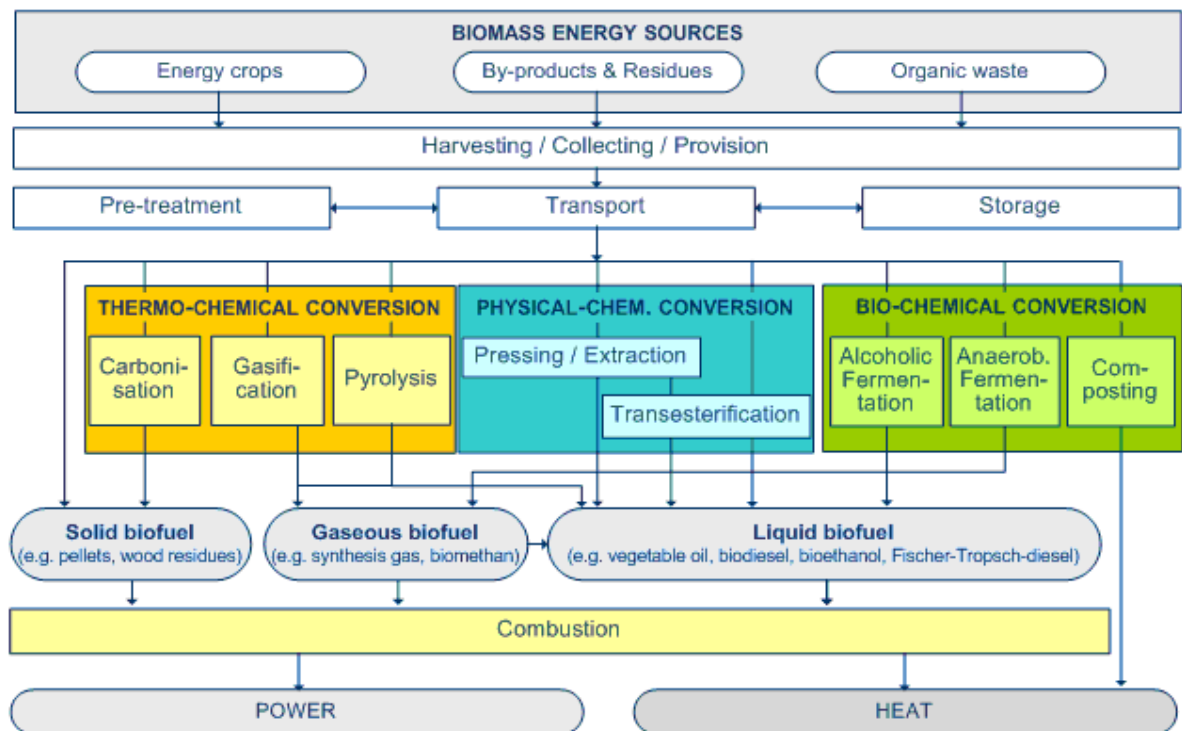 BIOMASS ENERGY SOURCES
Energy crops
By-products & Residues
Organic waste
Harvesting / Collecting / Provision
Pre-treatment
Transport
Storage
THERMO-CHEMICAL CONVERSION
PHYSICAL-CHEM. CONVERSION
BIO-CHEMICAL CONVERSION
Carboni-
sation
Gasifi-
cation
Pyrolysis
Pressing / Extraction
Transesterification
Alcoholic
Fermen-
tation
Anaerob.
Fermen-
tation
Com-
posting
Solid biofuel
(e.g. pellets, wood residues)
Gaseous biofuel
(e.g. synthesis gas, biomethan)
Liquid biofuel
(e.g. vegetable oil, biodiesel, bioethanol, Fischer-Tropsch-diesel)
Combustion
POWER
HEAT